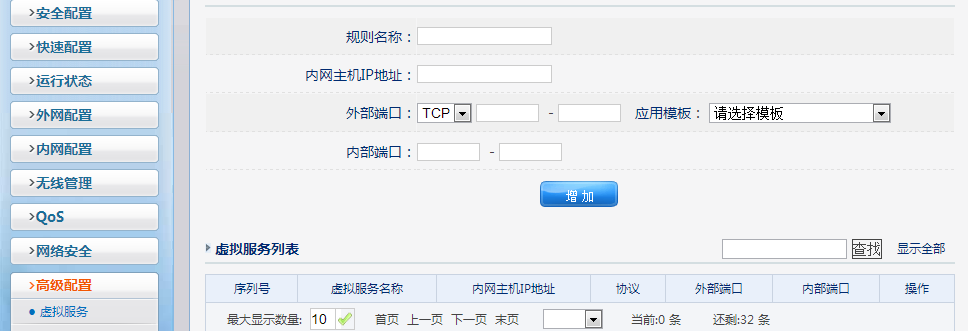 >安全配置
>快速配置
>运行状态
>外网配置
>内网配置
>无线管理
>QoS
>网络安全
>高级配置
虚拟服务
规则名称：
内网主机IP地址：
外部端口： TCP - 应用模板： 请选择模板
内部端口： -
增 加
虚拟服务列表 查找 显示全部
序列号 虚拟服务名称 内网主机IP地址 协议 外部端口 内部端口 操作
最大显示数量: 10 首页 上一页 下一页 末页 当前:0 条 还剩:32 条